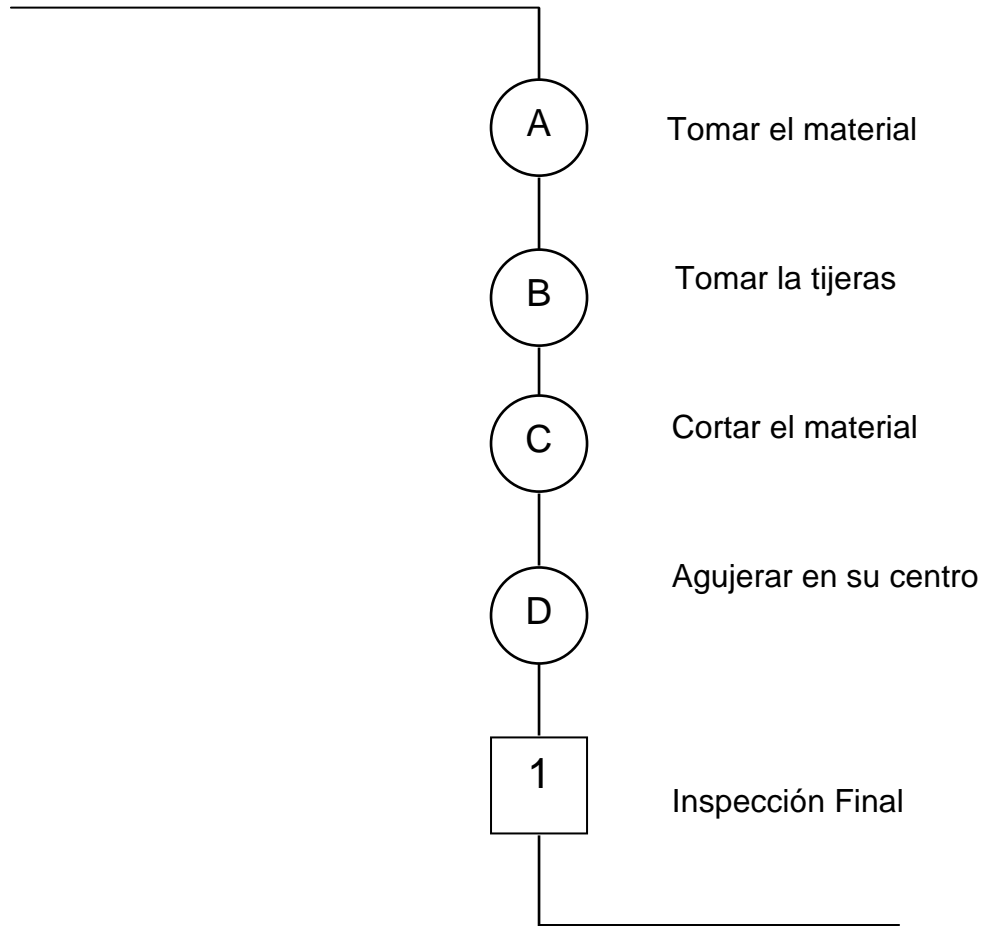 A
Tomar el material
B
Tomar la tijeras
C
Cortar el material
D
Agujerar en su centro
1
Inspección Final